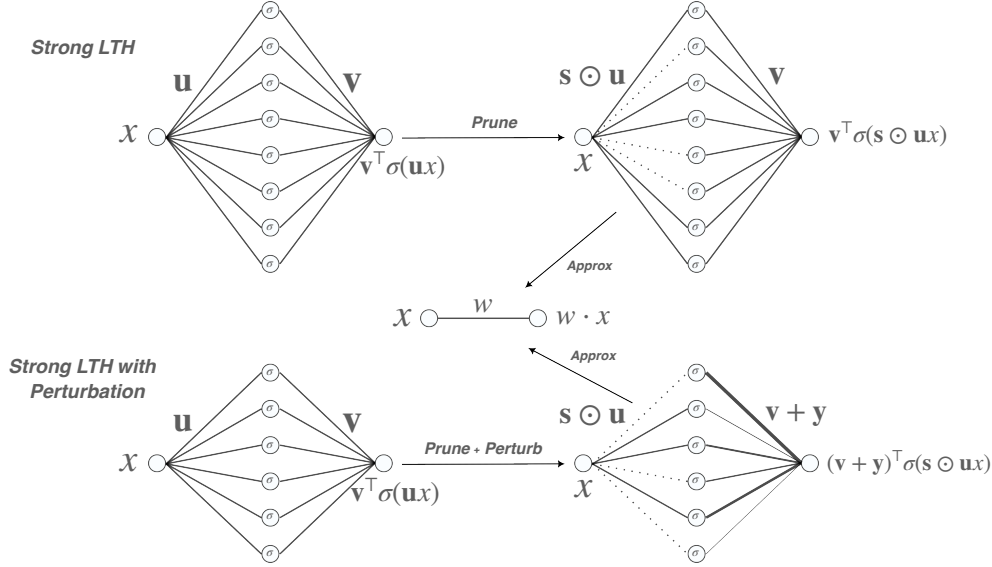 Strong LTH
σ
σ
σ
σ
σ
σ
σ
σ
u
v
x
v⊤σ(ux)
Prune
σ
σ
σ
σ
σ
σ
σ
σ
s ⊙ u
v
x
v⊤σ(s ⊙ ux)
Approx
x
w
w · x
Approx
Strong LTH with
Perturbation
σ
σ
σ
σ
σ
σ
u
v
x
v⊤σ(ux)
Prune + Perturb
σ
σ
σ
σ
σ
σ
s ⊙ u
v + y
x
(v + y)⊤σ(s ⊙ ux)